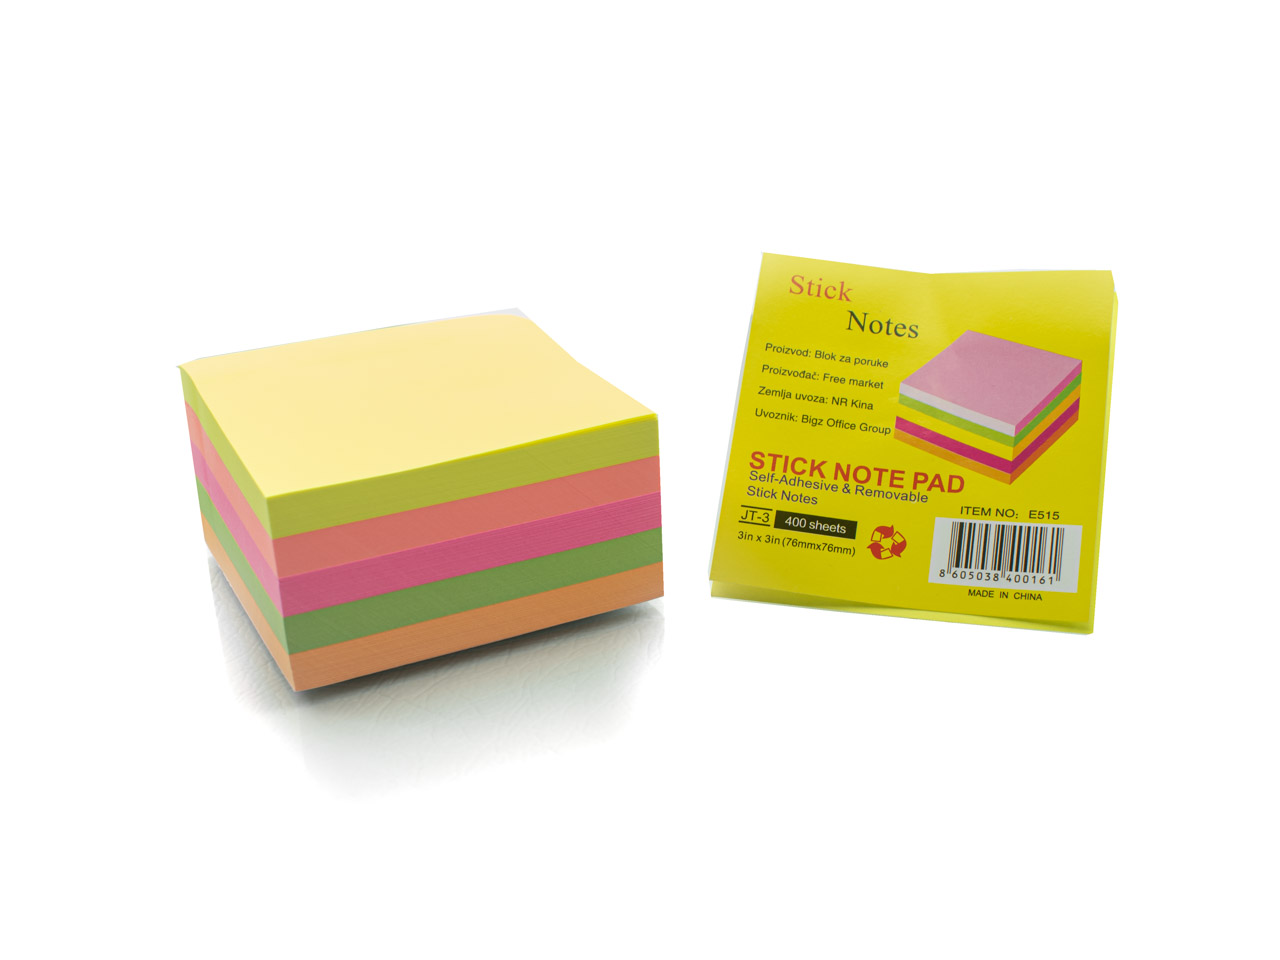 Stick
Notes
Proizvod: Blok za poruke
Proizvođač: Free market
Zemlja uvoza: NR Kina
Uvoznik: Bigz Office Group
STICK NOTE PAD
Self-Adhesive & Removable
Stick Notes
JT-3 400 sheets
3in x 3in (76mmx76mm)
ITEM NO: E515
8 605038 400161
MADE IN CHINA